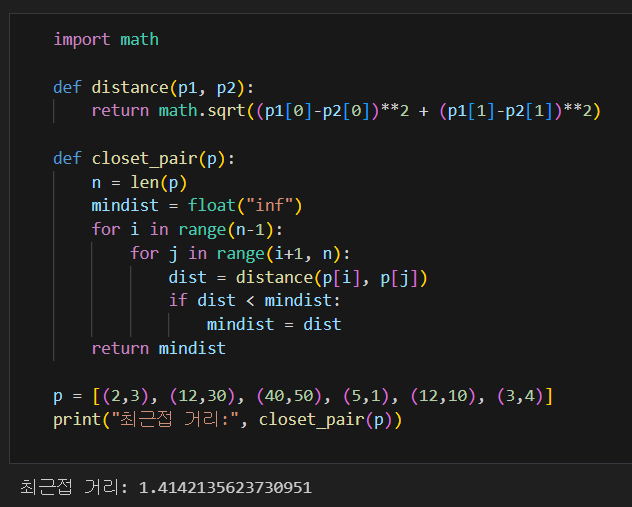 import math
def distance(p1, p2):
return math.sqrt((p1[0]-p2[0])**2 + (p1[1]-p2[1])**2)
def closet_pair(p):
n = len(p)
mindist = float("inf")
for i in range(n-1):
for j in range(i+1, n):
dist = distance(p[i], p[j])
if dist < mindist:
mindist = dist
return mindist
p = [(2,3), (12,30), (40,50), (5,1), (12,10), (3,4)]
print("최근접 거리:", closet_pair(p))
최근접 거리: 1.4142135623730951